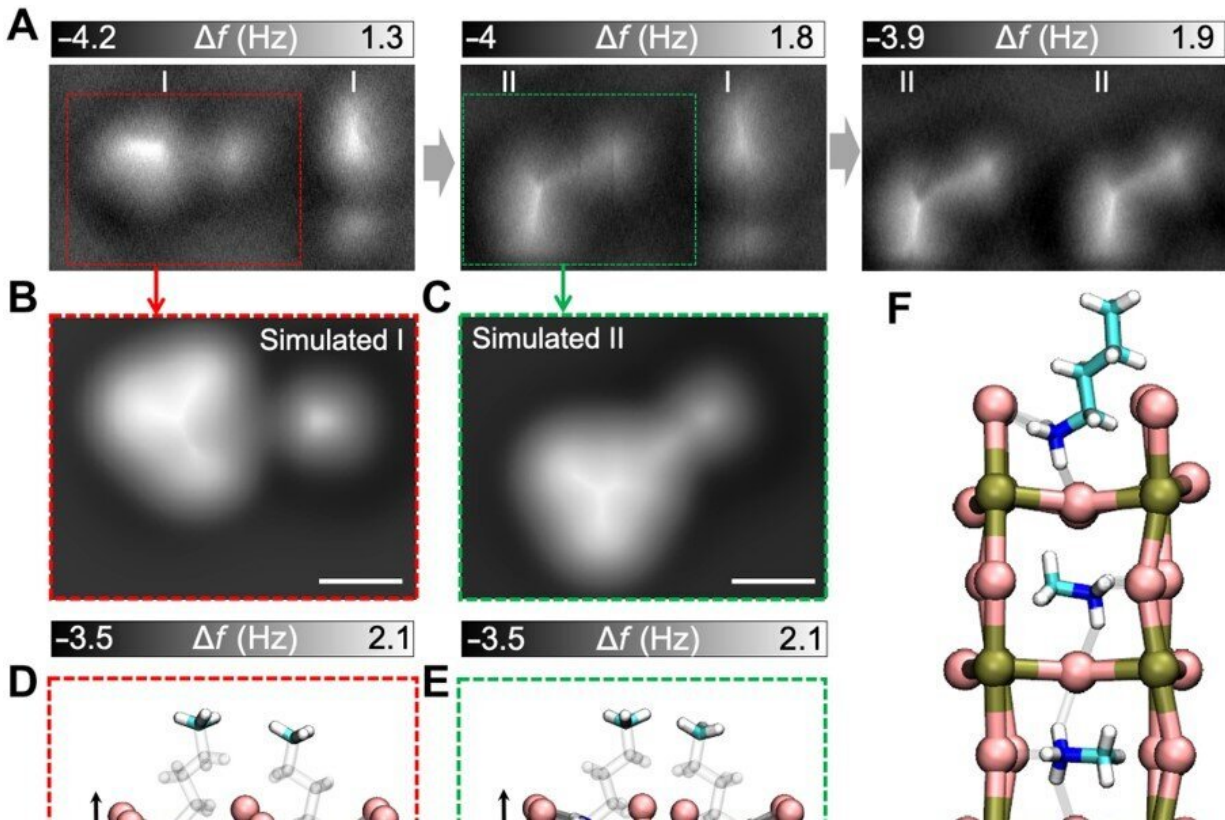 A
–4.2 Δf (Hz) 1.3
–4 Δf (Hz) 1.8
–3.9 Δf (Hz) 1.9
I I
II I
II II
B
Simulated I
C
Simulated II
F
–3.5 Δf (Hz) 2.1
–3.5 Δf (Hz) 2.1
D
E